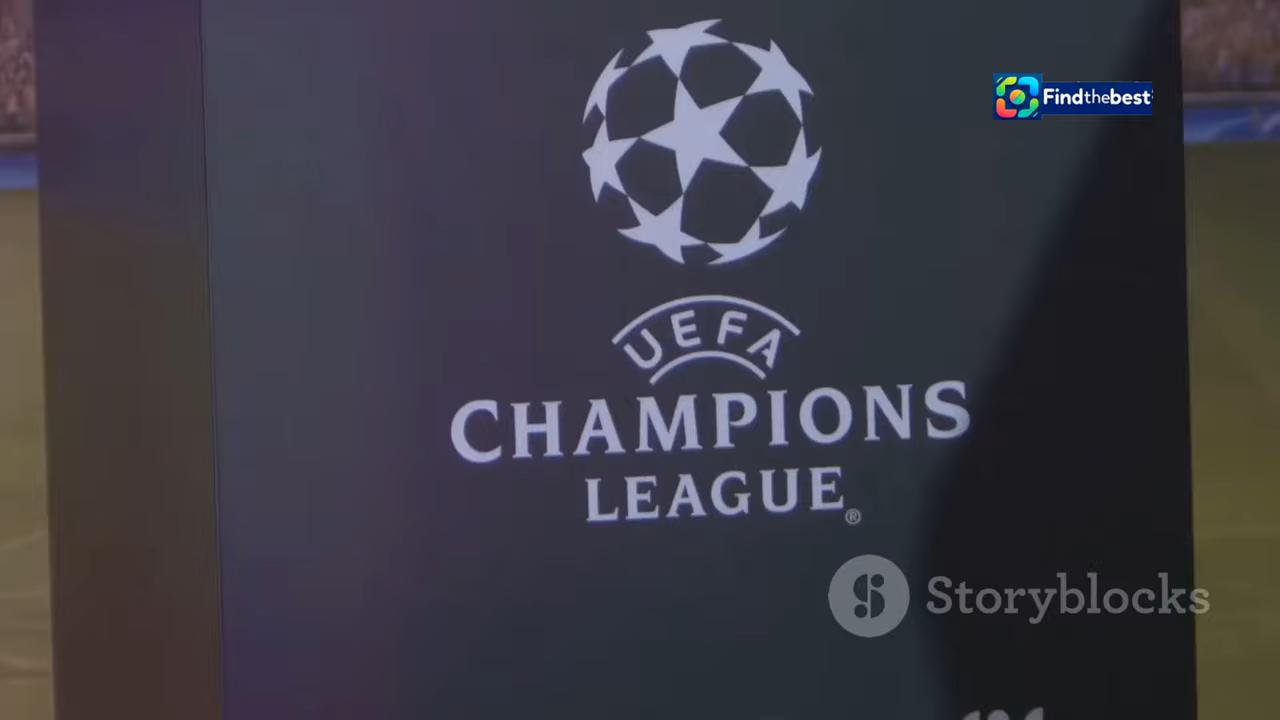 Findthebest
UEFA
CHAMPIONS
LEAGUE®
Storyblocks